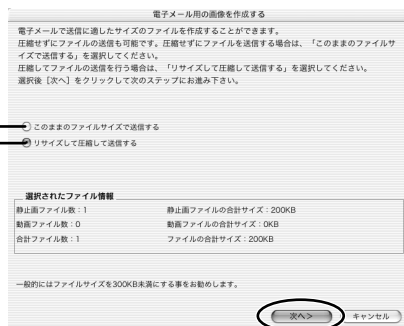 電子メール用の画像を作成する
電子メールで送信に適したサイズのファイルを作成することができます。
圧縮せずにファイルの送信も可能です。圧縮せずにファイルを送信する場合は、「このままのファイルサ
イズで送信する」を選択してください。
圧縮してファイルの送信を行う場合は、「リサイズして圧縮して送信する」を選択してください。
選択後［次へ］をクリックして次のステップにお進み下さい。
このままのファイルサイズで送信する
リサイズして圧縮して送信する
選択されたファイル情報
静止画ファイル数：1 静止画ファイルの合計サイズ：200KB
動画ファイル数：0 動画ファイルの合計サイズ：0KB
合計ファイル数：1 ファイルの合計サイズ：200KB
一般的にはファイルサイズを300KB未満にする事をお勧めします。
次へ＞ キャンセル